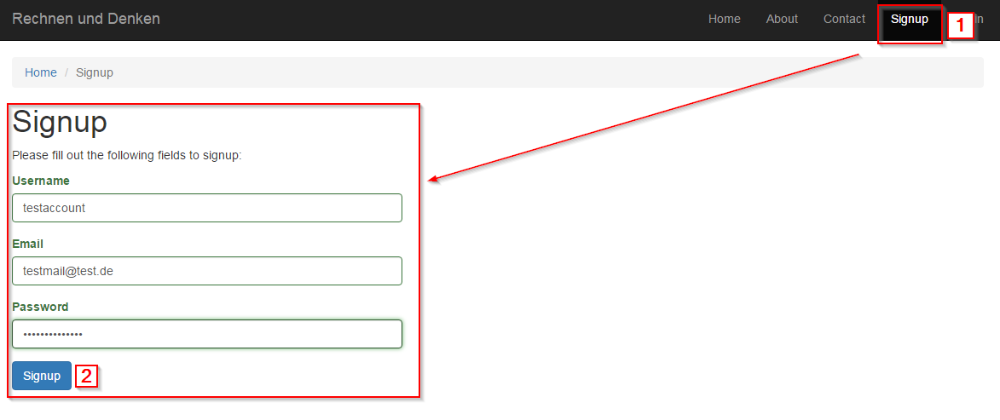 Rechnen und Denken Home About Contact Signup 1
Home / Signup
Signup
Please fill out the following fields to signup:
Username
testaccount
Email
testmail@test.de
Password
••••••••••••••
Signup 2